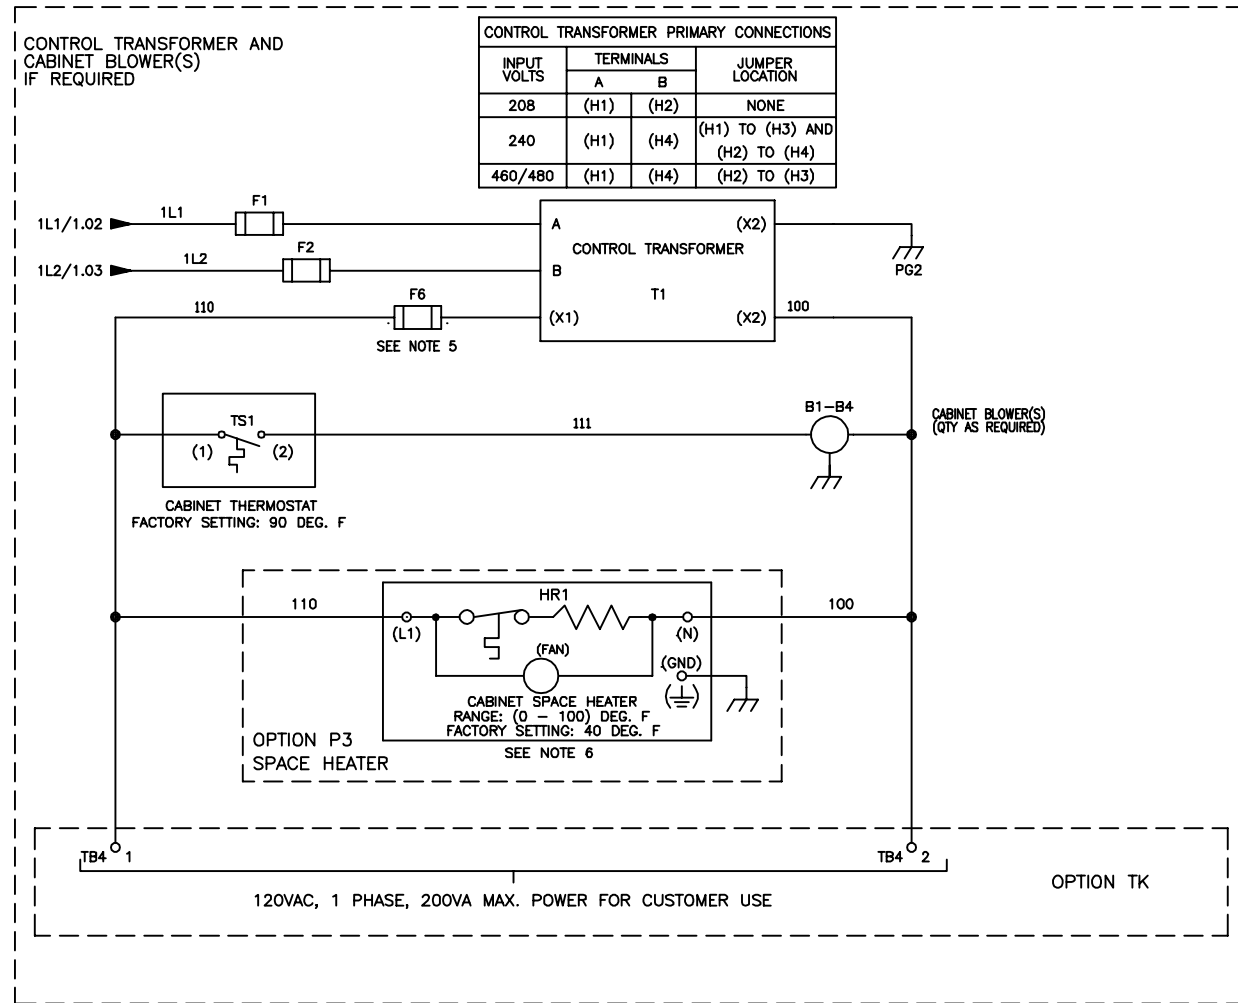 CONTROL TRANSFORMER AND
CABINET BLOWER(S)
IF REQUIRED
CONTROL TRANSFORMER PRIMARY CONNECTIONS
INPUT VOLTS TERMINALS JUMPER LOCATION
A B
208 (H1) (H2) NONE
240 (H1) (H4) (H1) TO (H3) AND
(H2) TO (H4)
460/480 (H1) (H4) (H2) TO (H3)
1L1/1.02 1L1 F1 A (X2)
PG2
CONTROL TRANSFORMER
1L2/1.03 1L2 F2 B
T1
110 F6 (X1) (X2) 100
SEE NOTE 5
TS1
(1) (2)
111
B1-B4
CABINET BLOWER(S)
(QTY AS REQUIRED)
CABINET THERMOSTAT
FACTORY SETTING: 90 DEG. F
110
HR1
100
(L1) (N)
(FAN)
(GND)
CABINET SPACE HEATER
RANGE: (0 - 100) DEG. F
FACTORY SETTING: 40 DEG. F
SEE NOTE 6
OPTION P3
SPACE HEATER
TB4 1
TB4 2
120VAC, 1 PHASE, 200VA MAX. POWER FOR CUSTOMER USE
OPTION TK